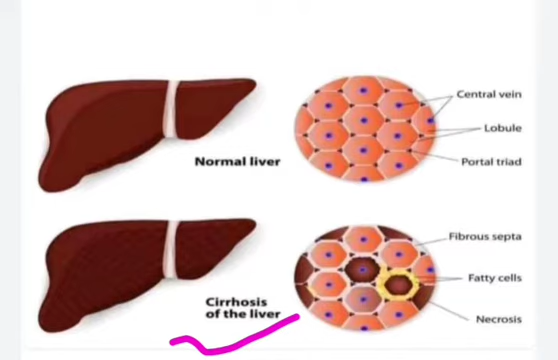 Central vein
Lobule
Normal liver
Portal triad
Fibrous septa
Fatty cells
Cirrhosis
of the liver
Necrosis